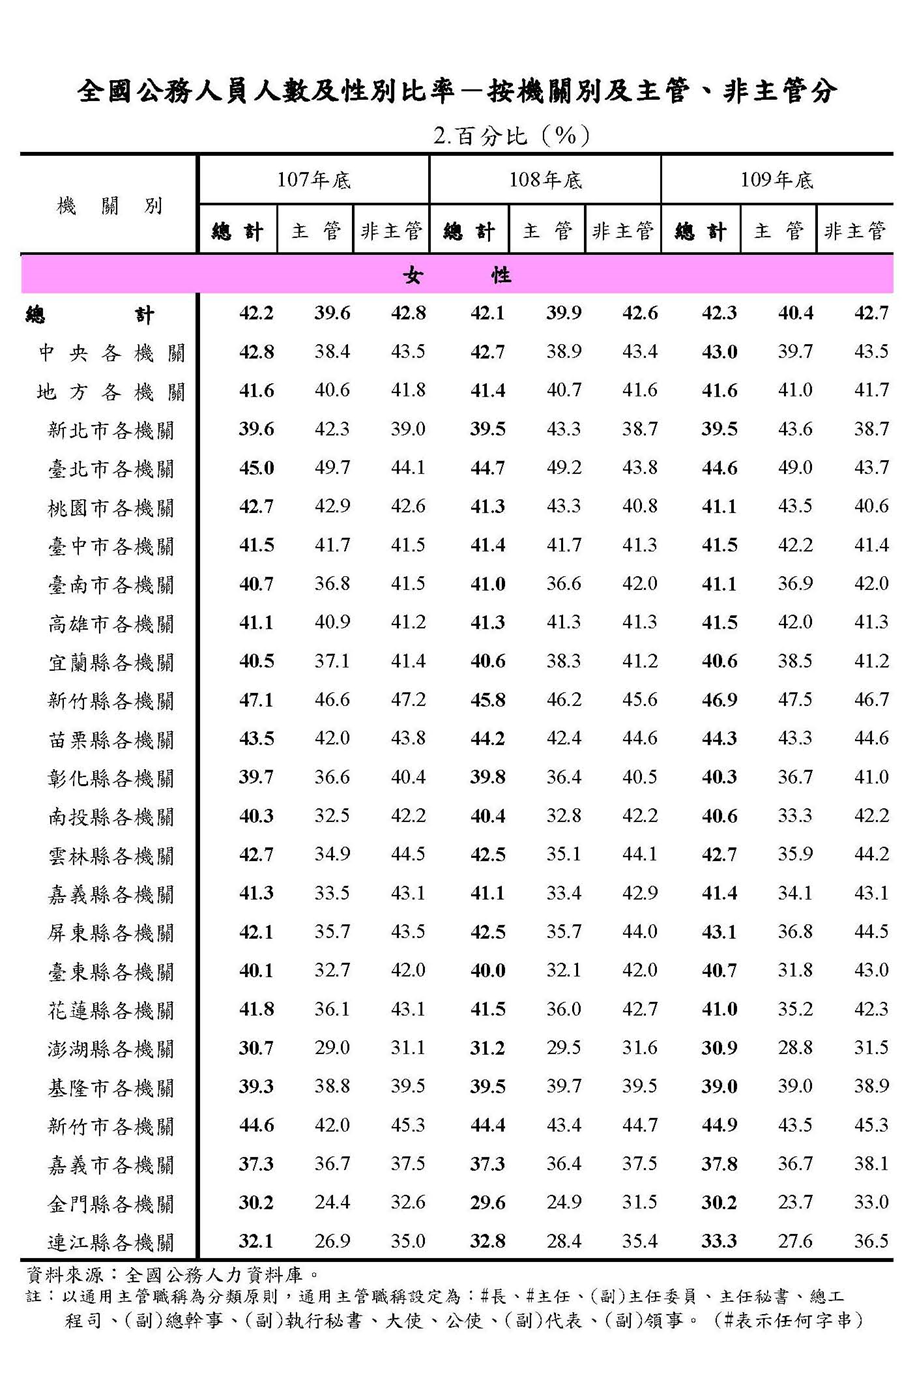 全國公務人員人數及性別比率－按機關別及主管、非主管分
2.百分比（%）
機關別 107年底 108年底 109年底
總計 主管 非主管 總計 主管 非主管 總計 主管 非主管
女性
總計 42.2 39.6 42.8 42.1 39.9 42.6 42.3 40.4 42.7
中央各機關 42.8 38.4 43.5 42.7 38.9 43.4 43.0 39.7 43.5
地方各機關 41.6 40.6 41.8 41.4 40.7 41.6 41.6 41.0 41.7
新北市各機關 39.6 42.3 39.0 39.5 43.3 38.7 39.5 43.6 38.7
臺北市各機關 45.0 49.7 44.1 44.7 49.2 43.8 44.6 49.0 43.7
桃園市各機關 42.7 42.9 42.6 41.3 43.3 40.8 41.1 43.5 40.6
臺中市各機關 41.5 41.7 41.5 41.4 41.7 41.3 41.5 42.2 41.4
臺南市各機關 40.7 36.8 41.5 41.0 36.6 42.0 41.1 36.9 42.0
高雄市各機關 41.1 40.9 41.2 41.3 41.3 41.3 41.5 42.0 41.3
宜蘭縣各機關 40.5 37.1 41.4 40.6 38.3 41.2 40.6 38.5 41.2
新竹縣各機關 47.1 46.6 47.2 45.8 46.2 45.6 46.9 47.5 46.7
苗栗縣各機關 43.5 42.0 43.8 44.2 42.4 44.6 44.3 43.3 44.6
彰化縣各機關 39.7 36.6 40.4 39.8 36.4 40.5 40.3 36.7 41.0
南投縣各機關 40.3 32.5 42.2 40.4 32.8 42.2 40.6 33.3 42.2
雲林縣各機關 42.7 34.9 44.5 42.5 35.1 44.1 42.7 35.9 44.2
嘉義縣各機關 41.3 33.5 43.1 41.1 33.4 42.9 41.4 34.1 43.1
屏東縣各機關 42.1 35.7 43.5 42.5 35.7 44.0 43.1 36.8 44.5
臺東縣各機關 40.1 32.7 42.0 40.0 32.1 42.0 40.7 31.8 43.0
花蓮縣各機關 41.8 36.1 43.1 41.5 36.0 42.7 41.0 35.2 42.3
澎湖縣各機關 30.7 29.0 31.1 31.2 29.5 31.6 30.9 28.8 31.5
基隆市各機關 39.3 38.8 39.5 39.5 39.7 39.5 39.0 39.0 38.9
新竹市各機關 44.6 42.0 45.3 44.4 43.4 44.7 44.9 43.5 45.3
嘉義市各機關 37.3 36.7 37.5 37.3 36.4 37.5 37.8 36.7 38.1
金門縣各機關 30.2 24.4 32.6 29.6 24.9 31.5 30.2 23.7 33.0
連江縣各機關 32.1 26.9 35.0 32.8 28.4 35.4 33.3 27.6 36.5
資料來源：全國公務人力資料庫。
註：以通用主管職稱為分類原則，通用主管職稱設定為：#長、#主任、(副)主任委員、主任秘書、總工
程司、(副)總幹事、(副)執行秘書、大使、公使、(副)代表、(副)領事。（#表示任何字串）